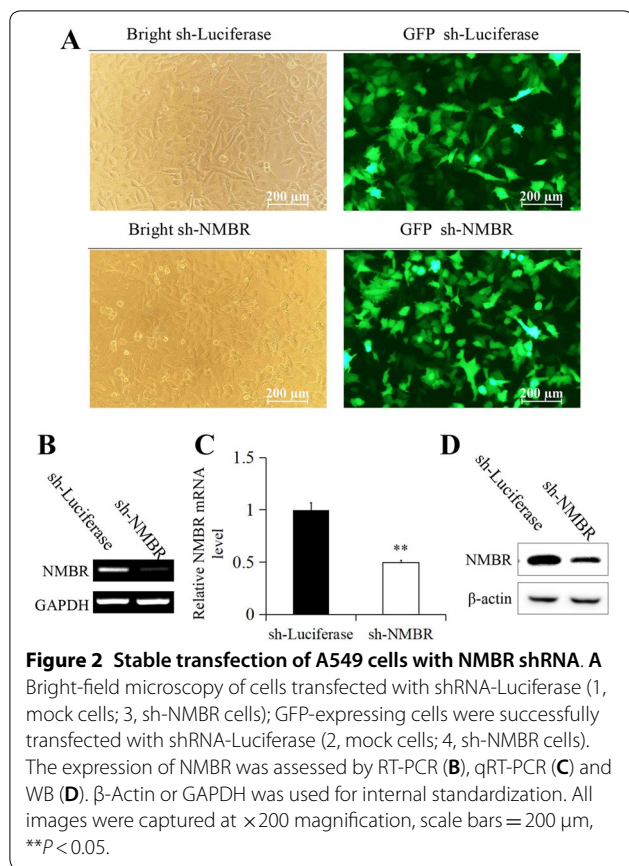 A
Bright sh-Luciferase
GFP sh-Luciferase
200 μm
200 μm
Bright sh-NMBR
GFP sh-NMBR
200 μm
200 μm
B
sh-Luciferase
sh-NMBR
NMBR
GAPDH
C
Relative NMBR mRNA
level
1.5
1
0.5
0
**
sh-Luciferase
sh-NMBR
D
sh-Luciferase
sh-NMBR
NMBR
β-actin
Figure 2 Stable transfection of A549 cells with NMBR shRNA. A
Bright-field microscopy of cells transfected with shRNA-Luciferase (1,
mock cells; 3, sh-NMBR cells); GFP-expressing cells were successfully
transfected with shRNA-Luciferase (2, mock cells; 4, sh-NMBR cells).
The expression of NMBR was assessed by RT-PCR (B), qRT-PCR (C) and
WB (D). β-Actin or GAPDH was used for internal standardization. All
images were captured at ×200 magnification, scale bars = 200 μm,
**P < 0.05.